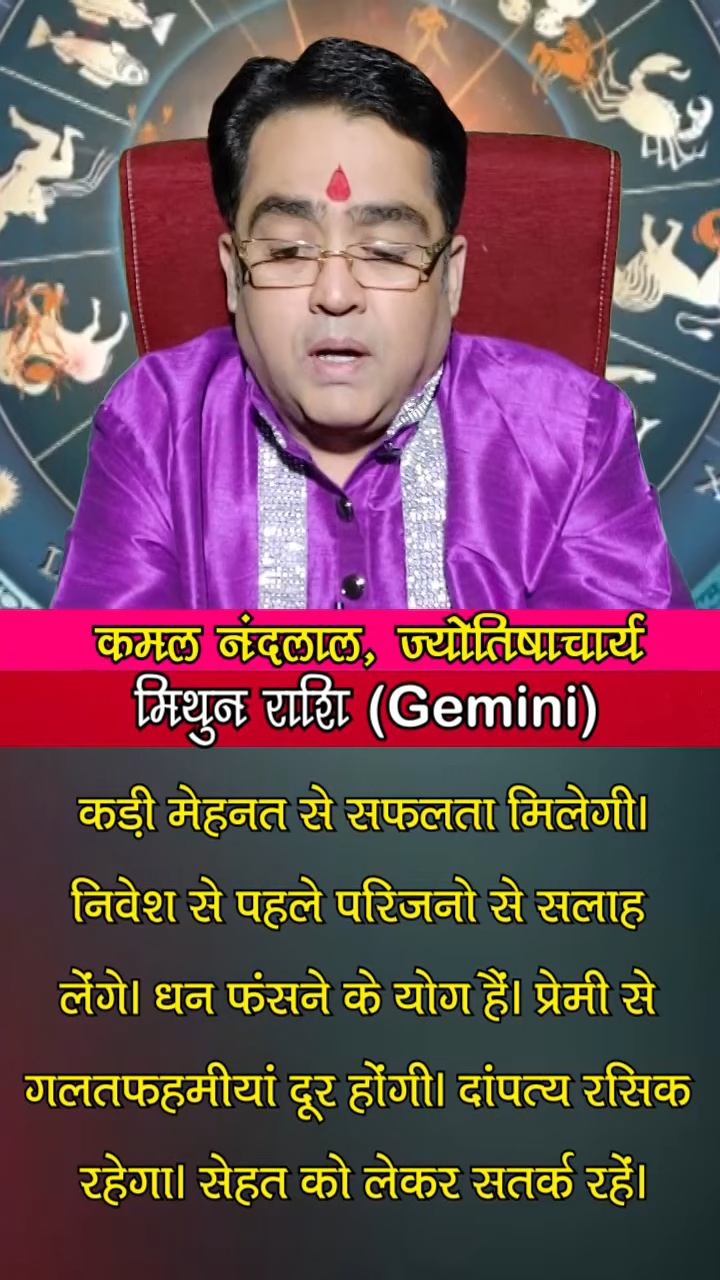 कमल नंदलाल, ज्योतिषाचार्य
मिथुन राशि (Gemini)
कड़ी मेहनत से सफलता मिलेगी।
निवेश से पहले परिजनो से सलाह
लेंगे। धन फंसने के योग हैं। प्रेमी से
गलतफहमीयां दूर होंगी। दांपत्य रसिक
रहेगा। सेहत को लेकर सतर्क रहें।